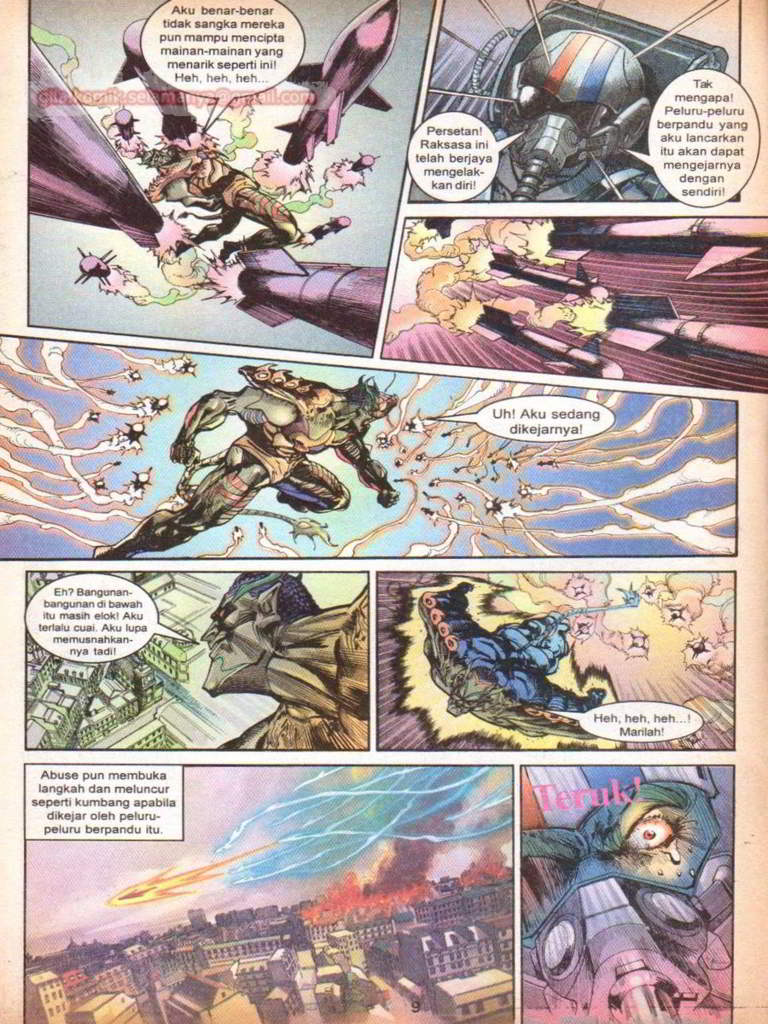 Aku benar-benar
tidak sangka mereka
pun mampu mencipta
mainan-mainan yang
menarik seperti ini!
Heh, heh, heh...
Persetan!
Raksasa ini
telah berjaya
mengelak-
kan diri!
Tak
mengapa!
Peluru-peluru
berpandu yang
aku lancarkan
itu akan dapat
mengejarnya
dengan
sendiri!
Uh! Aku sedang
dikejarnya!
Eh? Bangunan-
bangunan di bawah
itu masih elok! Aku
terlalu cuai. Aku lupa
memusnahkan-
nya tadi!
Heh, heh, heh...!
Marilah!
Abuse pun membuka
langkah dan meluncur
seperti kumbang apabila
dikejar oleh peluru-
peluru berpandu itu.
Teruk!
9